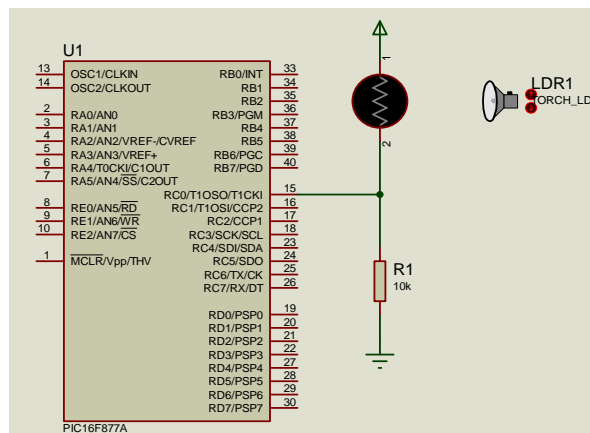 U1
13 OSC1/CLKIN RB0/INT 33
14 OSC2/CLKOUT RB1 34
RB2 35
2 RA0/AN0 RB3/PGM 36
3 RA1/AN1 RB4 37
4 RA2/AN2/VREF-/CVREF RB5 38
5 RA3/AN3/VREF+ RB6/PGC 39
6 RA4/T0CKI/C1OUT RB7/PGD 40
7 RA5/AN4/SS/C2OUT
RC0/T1OSO/T1CKI 15
8 RE0/AN5/RD RC1/T1OSI/CCP2 16
9 RE1/AN6/WR RC2/CCP1 17
10 RE2/AN7/CS RC3/SCK/SCL 18
RC4/SDI/SDA 23
1 MCLR/Vpp/THV RC5/SDO 24
RC6/TX/CK 25
RC7/RX/DT 26
RD0/PSP0 19
RD1/PSP1 20
RD2/PSP2 21
RD3/PSP3 22
RD4/PSP4 27
RD5/PSP5 28
RD6/PSP6 29
RD7/PSP7 30
PIC16F877A
1
2
LDR1
TORCH_LD
R1
10k